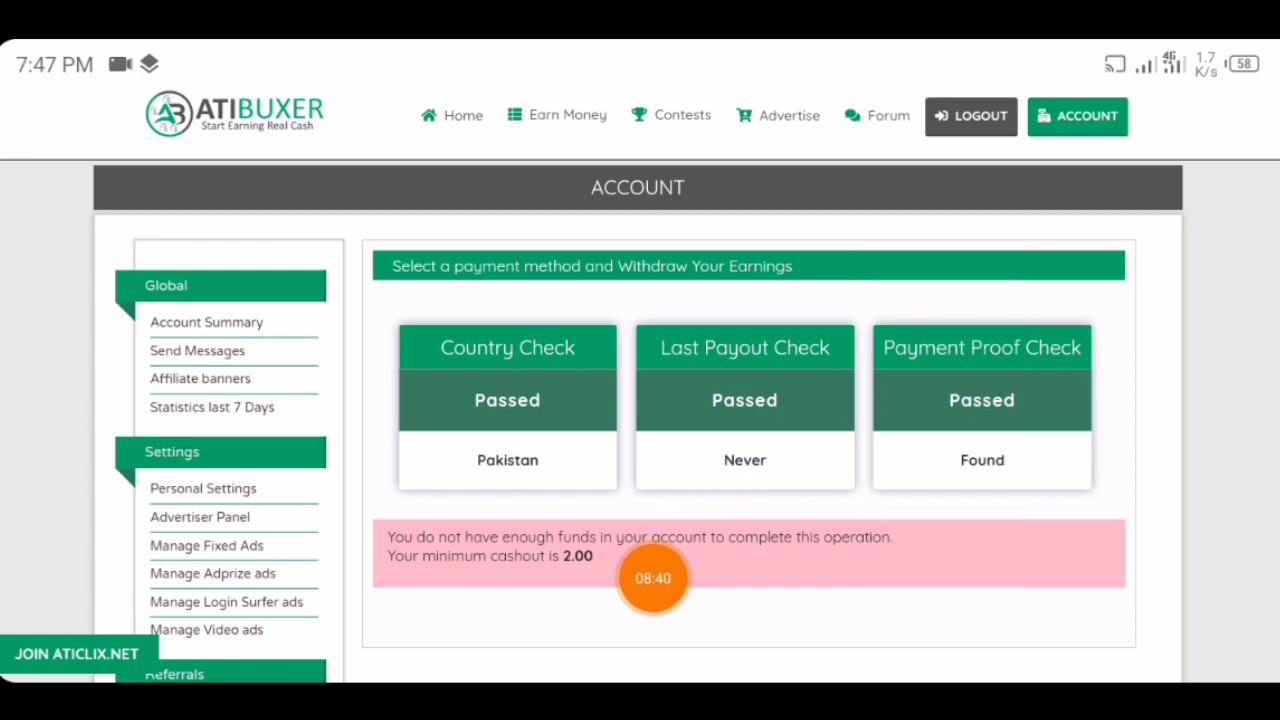 7:47 PM
4G
1.7
K/s
58
AB
ATIBUXER
Start Earning Real Cash
Home
Earn Money
Contests
Advertise
Forum
LOGOUT
ACCOUNT
ACCOUNT
Global
Account Summary
Send Messages
Affiliate banners
Statistics last 7 Days
Settings
Personal Settings
Advertiser Panel
Manage Fixed Ads
Manage Adprize ads
Manage Login Surfer ads
Manage Video ads
Referrals
JOIN ATICLIX.NET
Select a payment method and Withdraw Your Earnings
Country Check
Passed
Pakistan
Last Payout Check
Passed
Never
Payment Proof Check
Passed
Found
You do not have enough funds in your account to complete this operation.
Your minimum cashout is 2.00
08:40